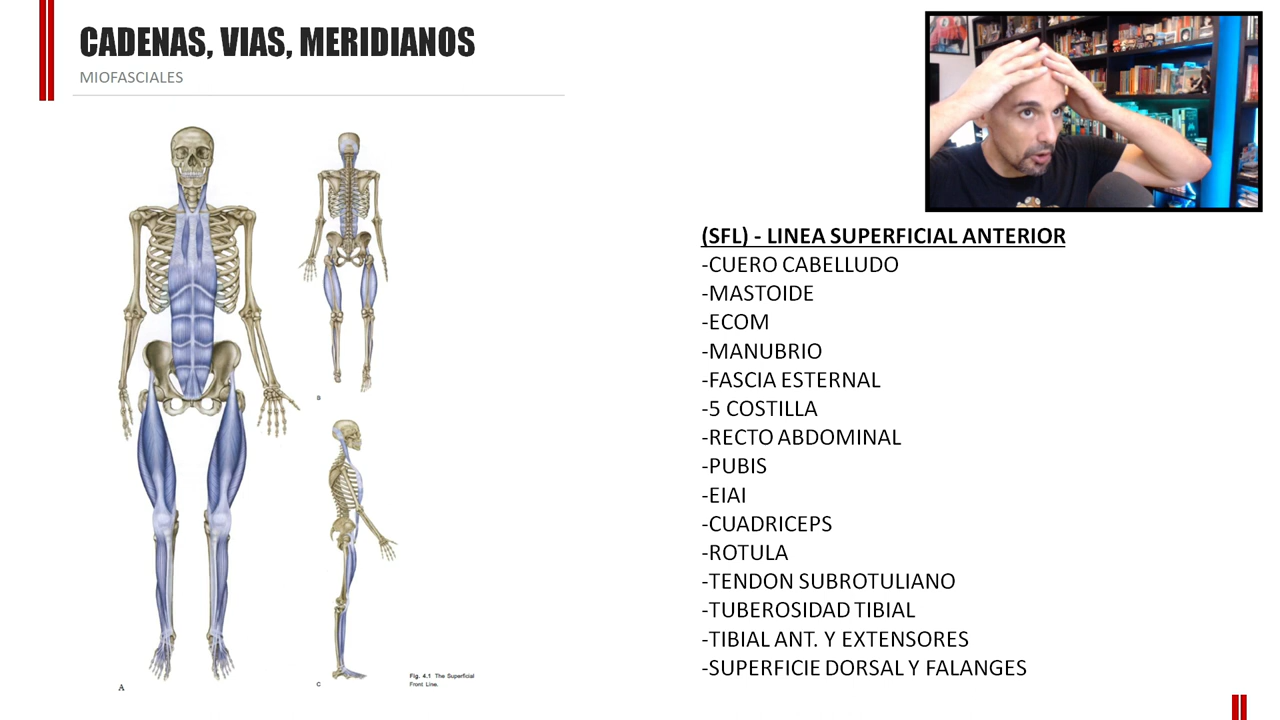 CADENAS, VIAS, MERIDIANOS
MIOFASCIALES
(SFL) - LINEA SUPERFICIAL ANTERIOR
-CUERO CABELLUDO
-MASTOIDE
-ECOM
-MANUBRIO
-FASCIA ESTERNAL
-5 COSTILLA
-RECTO ABDOMINAL
-PUBIS
-EIAI
-CUADRICEPS
-ROTULA
-TENDON SUBROTULIANO
-TUBEROSIDAD TIBIAL
-TIBIAL ANT. Y EXTENSORES
-SUPERFICIE DORSAL Y FALANGES
B
A
C
Fig. 4.1 The Superficial
Front Line.